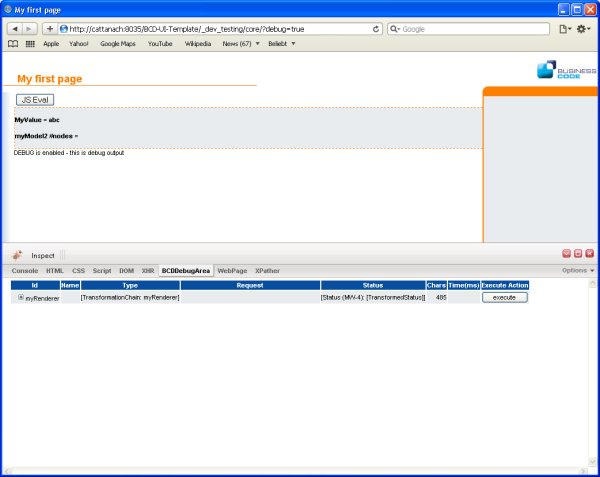 My first page
http://cattanach:8035/BCD-UI-Template/_dev_testing/core/?debug=true
Google
Apple Yahoo! Google Maps YouTube Wikipedia News (67) Beliebt
BUSINESS
CODE
My first page
JS Eval
MyValue = abc
myModel2 //nodes =
DEBUG is enabled - this is debug output
Inspect
Console HTML CSS Script DOM XHR BCDDebugArea WebPage XPather Options
Id Name Type Request Status Chars Time(ms) Execute Action
myRenderer [TransformationChain: myRenderer] [Status (MW-4): [TransformedStatus]] 485 execute